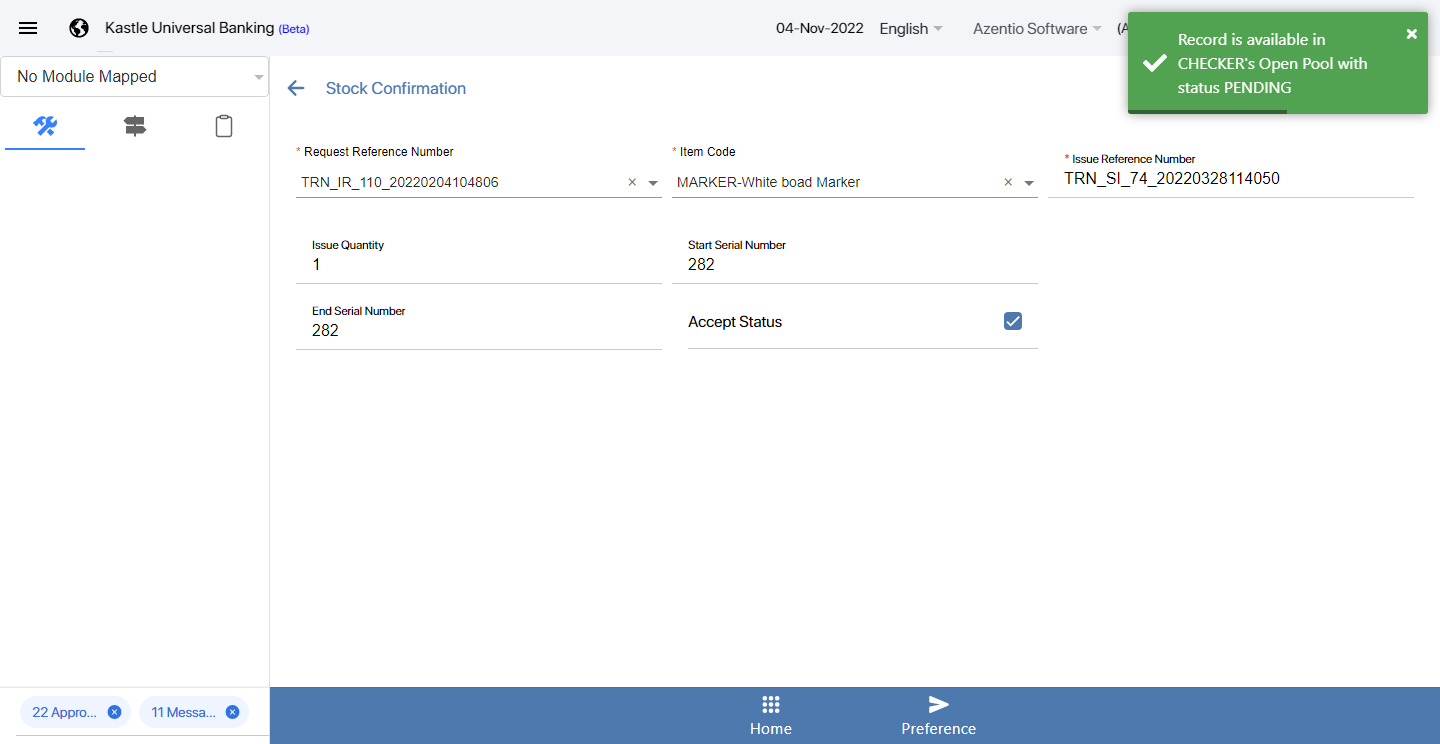 Kastle Universal Banking (Beta)
04-Nov-2022
English
Azentio Software
(A
Record is available in
CHECKER's Open Pool with
status PENDING
No Module Mapped
Stock Confirmation
* Request Reference Number
TRN_IR_110_20220204104806
* Item Code
MARKER-White boad Marker
* Issue Reference Number
TRN_SI_74_20220328114050
Issue Quantity
1
Start Serial Number
282
End Serial Number
282
Accept Status
22 Appro...
11 Messa...
Home
Preference